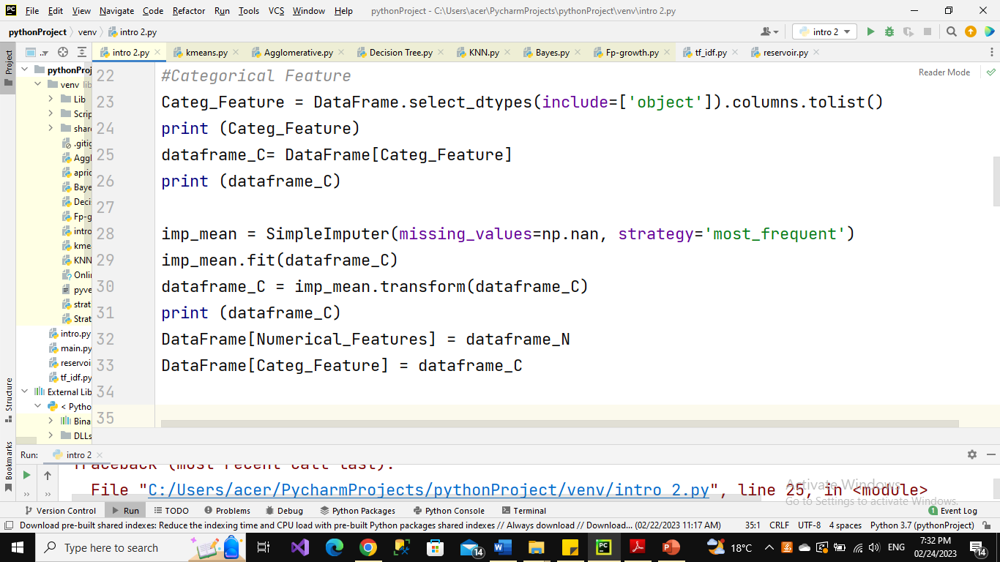 PC File Edit View Navigate Code Refactor Run Tools VCS Window Help pythonProject - C:\Users\acer\PycharmProjects\pythonProject\venv\intro 2.py
pythonProject venv intro 2.py intro 2
Project
.. intro 2.py kmeans.py Agglomerative.py Decision Tree.py KNN.py Bayes.py Fp-growth.py tf_idf.py reservoir.py
Reader Mode
pythonProj
venv lib
Lib
Scrip
share
.gitig
Aggl
apric
Baye
Deci
Fp-g
intro
kme
KNN
Onli
pyve
strat
Strat
intro.py
main.py
reservoi
tf_idf.py
External Lib
< Pytho
Bina
DLLs
22 #Categorical Feature
23 Categ_Feature = DataFrame.select_dtypes(include=['object']).columns.tolist()
24 print (Categ_Feature)
25 dataframe_C= DataFrame[Categ_Feature]
26 print (dataframe_C)
27
28 imp_mean = SimpleImputer(missing_values=np.nan, strategy='most_frequent')
29 imp_mean.fit(dataframe_C)
30 dataframe_C = imp_mean.transform(dataframe_C)
31 print (dataframe_C)
32 DataFrame[Numerical_Features] = dataframe_N
33 DataFrame[Categ_Feature] = dataframe_C
34
35
Structure
Bookmarks
Run: intro 2
Traceback (most recent call last):
File "C:/Users/acer/PycharmProjects/pythonProject/venv/intro 2.py", line 25, in <module>
Activate Windows
Go to Settings to activate Windows.
Version Control Run TODO Problems Debug Python Packages Python Console Terminal 1 Event Log
Download pre-built shared indexes: Reduce the indexing time and CPU load with pre-built Python packages shared indexes // Always download // Download... (02/22/2023 11:17 AM) 35:1 CRLF UTF-8 4 spaces Python 3.7 (pythonProject)
Type here to search 14 18°C ENG 7:32 PM
02/24/2023 14